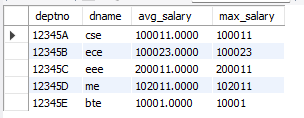 deptno dname avg_salary max_salary
12345A cse 100011.0000 100011
12345B ece 100023.0000 100023
12345C eee 200011.0000 200011
12345D me 102011.0000 102011
12345E bte 10001.0000 10001